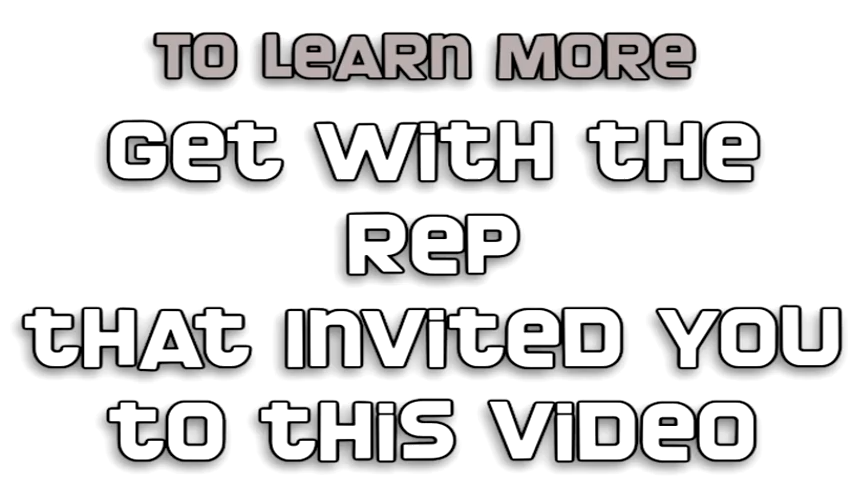 TO LEARN MORE
GET WITH THE
REP
THAT INVITED YOU
TO THIS VIDEO